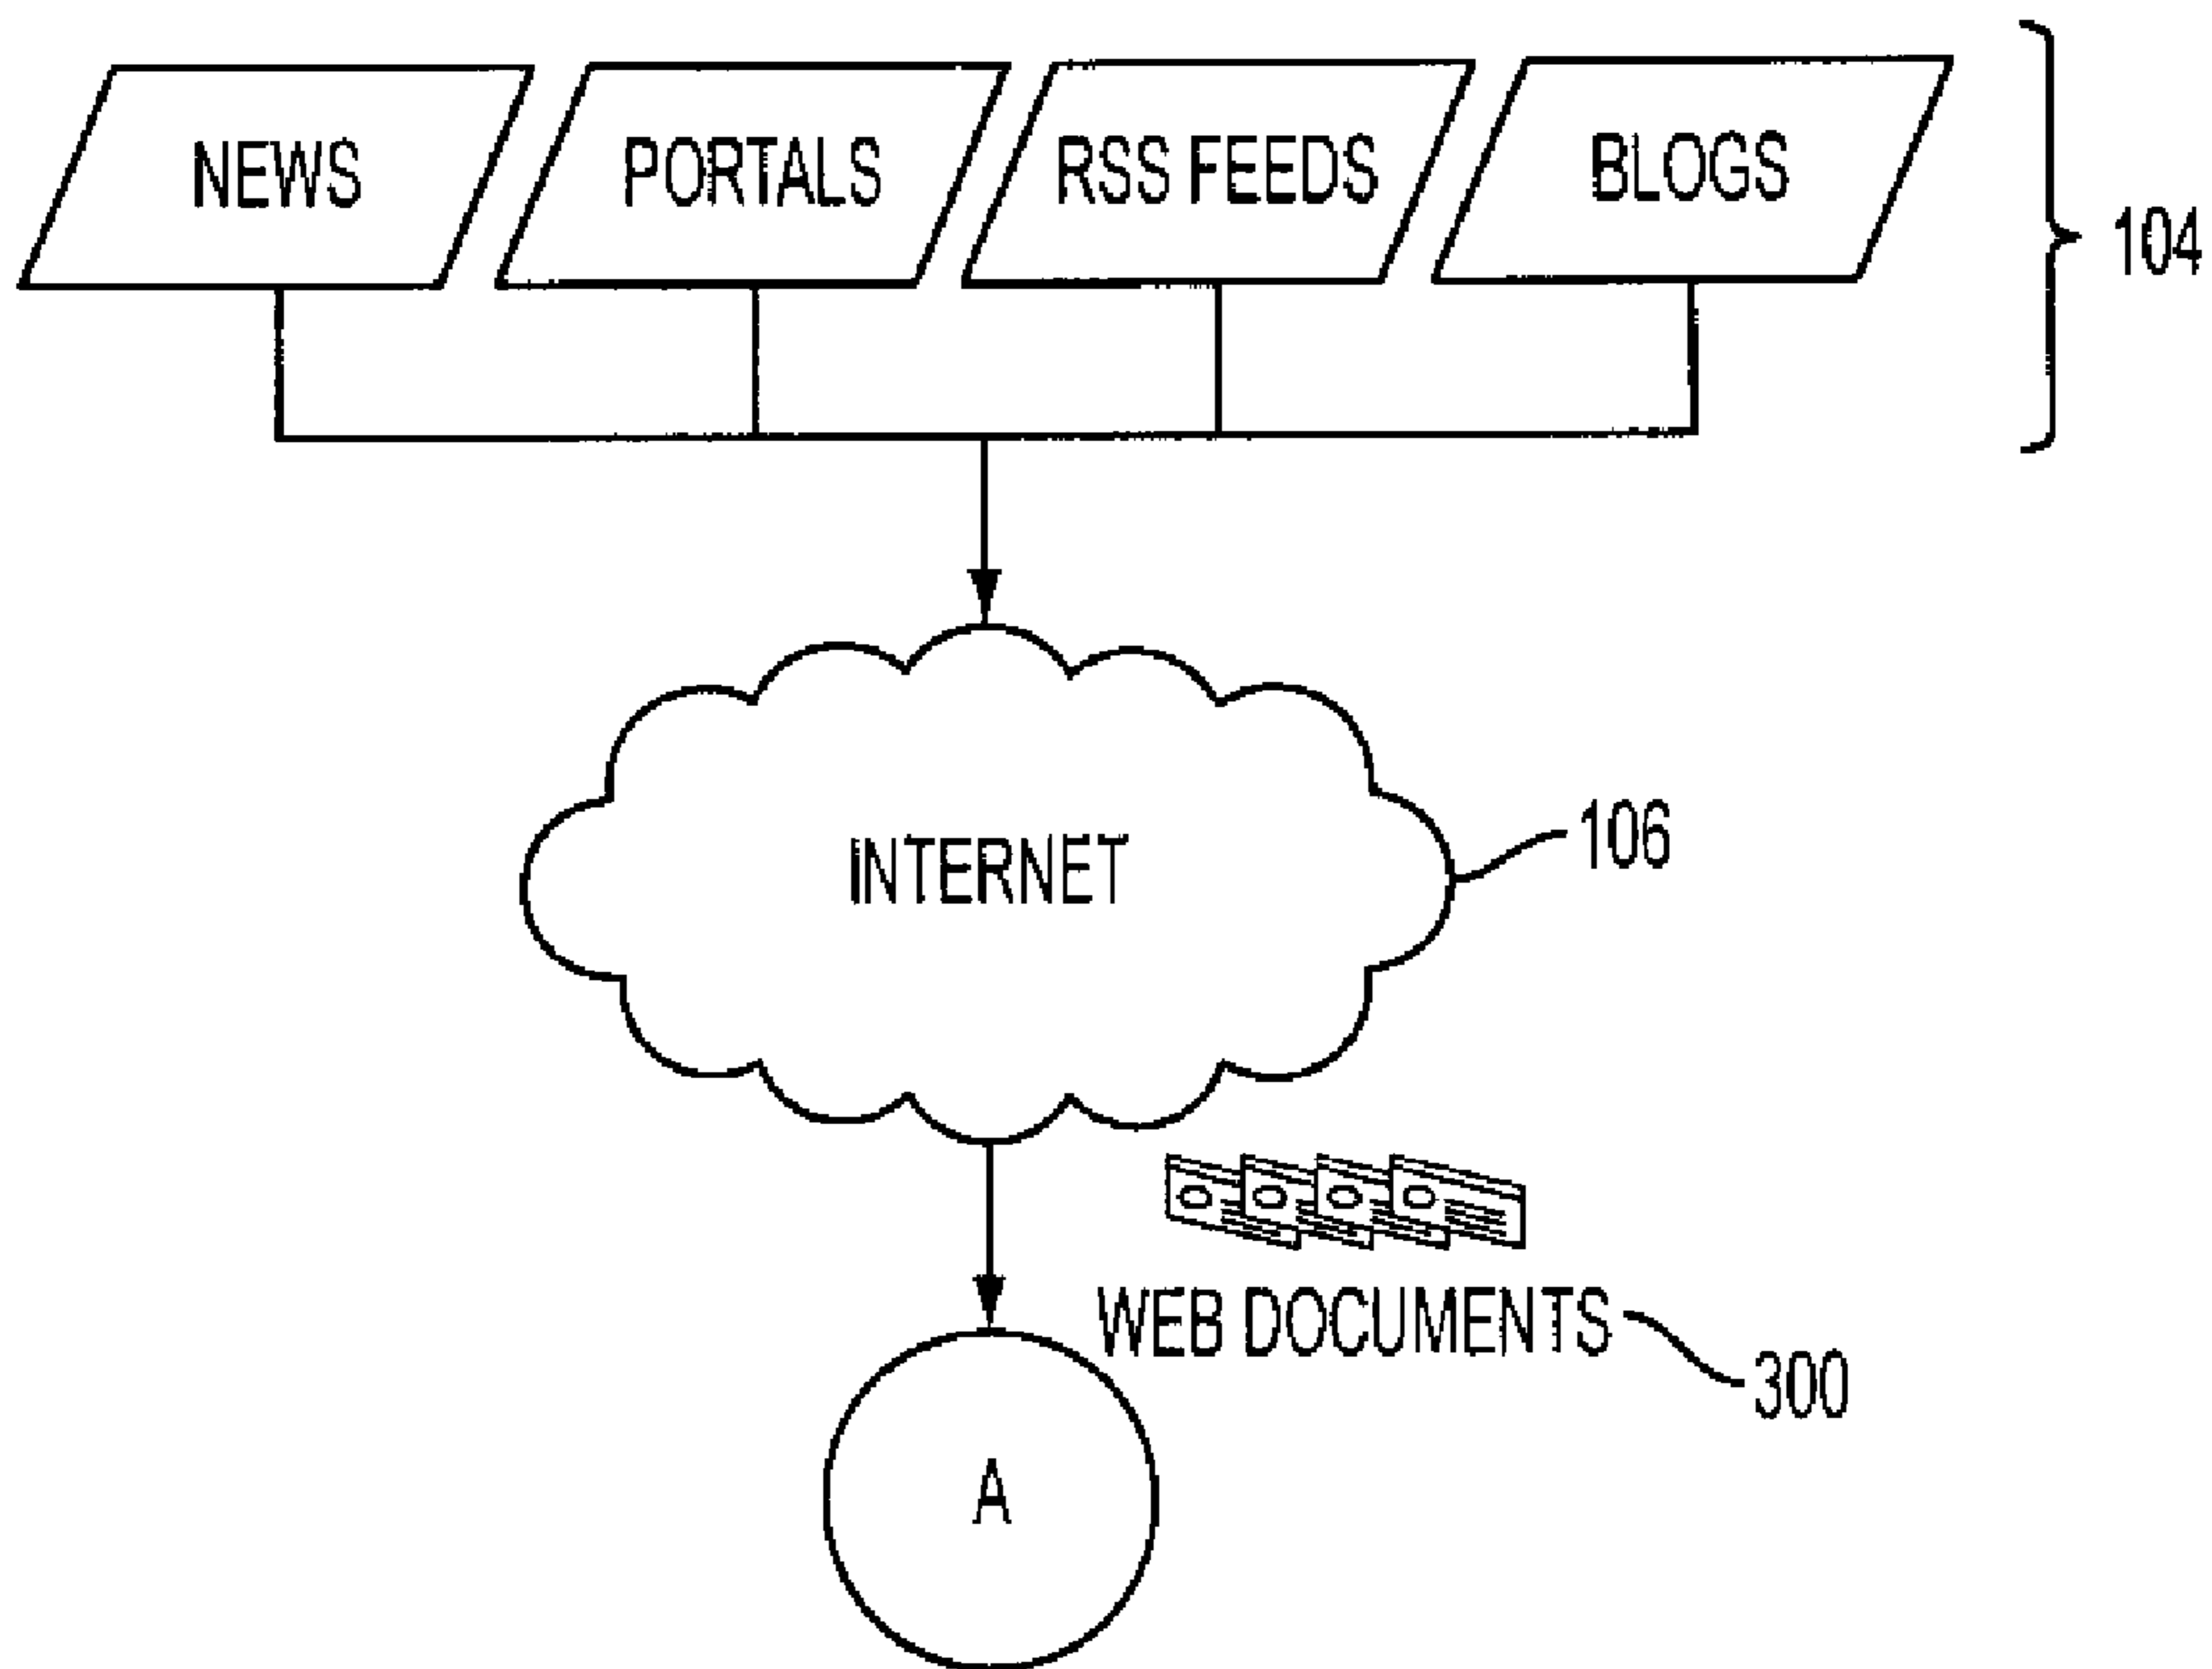 NEWS PORTALS RSS FEEDS BLOGS
104
INTERNET
106
WEB DOCUMENTS
300
A